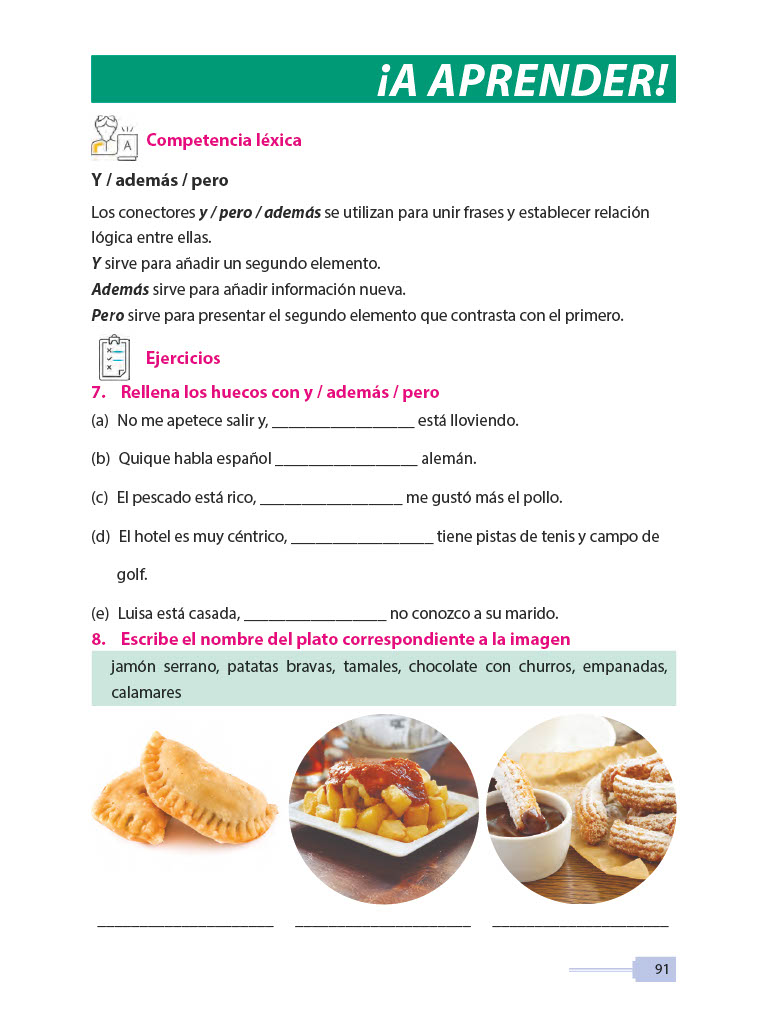 ¡A APRENDER!
A
Competencia léxica
Y / además / pero
Los conectores y / pero / además se utilizan para unir frases y establecer relación
lógica entre ellas.
Y sirve para añadir un segundo elemento.
Además sirve para añadir información nueva.
Pero sirve para presentar el segundo elemento que contrasta con el primero.
Ejercicios
7. Rellena los huecos con y / además / pero
(a) No me apetece salir y, _________________ está lloviendo.
(b) Quique habla español _________________ alemán.
(c) El pescado está rico, _________________ me gustó más el pollo.
(d) El hotel es muy céntrico, _________________ tiene pistas de tenis y campo de
golf.
(e) Luisa está casada, _________________ no conozco a su marido.
8. Escribe el nombre del plato correspondiente a la imagen
jamón serrano, patatas bravas, tamales, chocolate con churros, empanadas,
calamares
_____________________ _____________________ _____________________
91